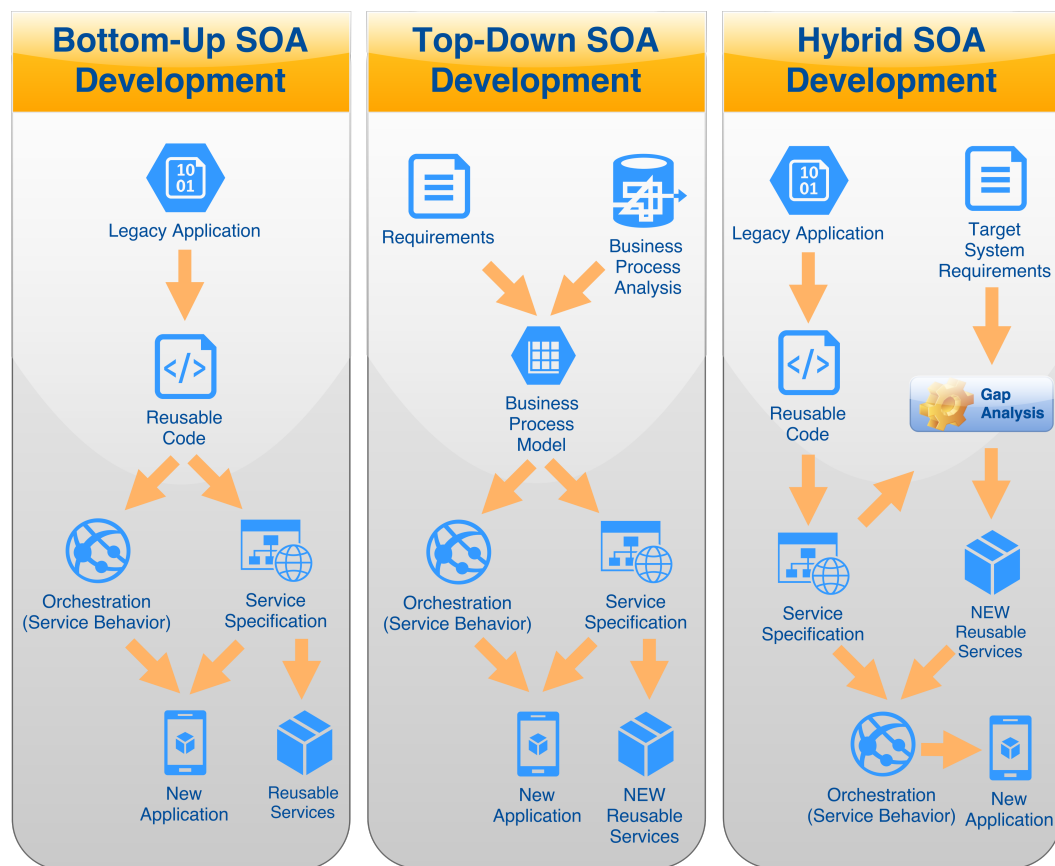 Bottom-Up SOA
Development
10
01
Legacy Application
</>
Reusable
Code
Orchestration
(Service Behavior)
Service
Specification
New
Application
Reusable
Services
Top-Down SOA
Development
Requirements
Business
Process
Analysis
Business
Process
Model
Orchestration
(Service Behavior)
Service
Specification
New
Application
NEW
Reusable
Services
Hybrid SOA
Development
10
01
Legacy Application
Target
System
Requirements
</>
Reusable
Code
Gap
Analysis
Service
Specification
NEW
Reusable
Services
Orchestration
(Service Behavior)
New
Application